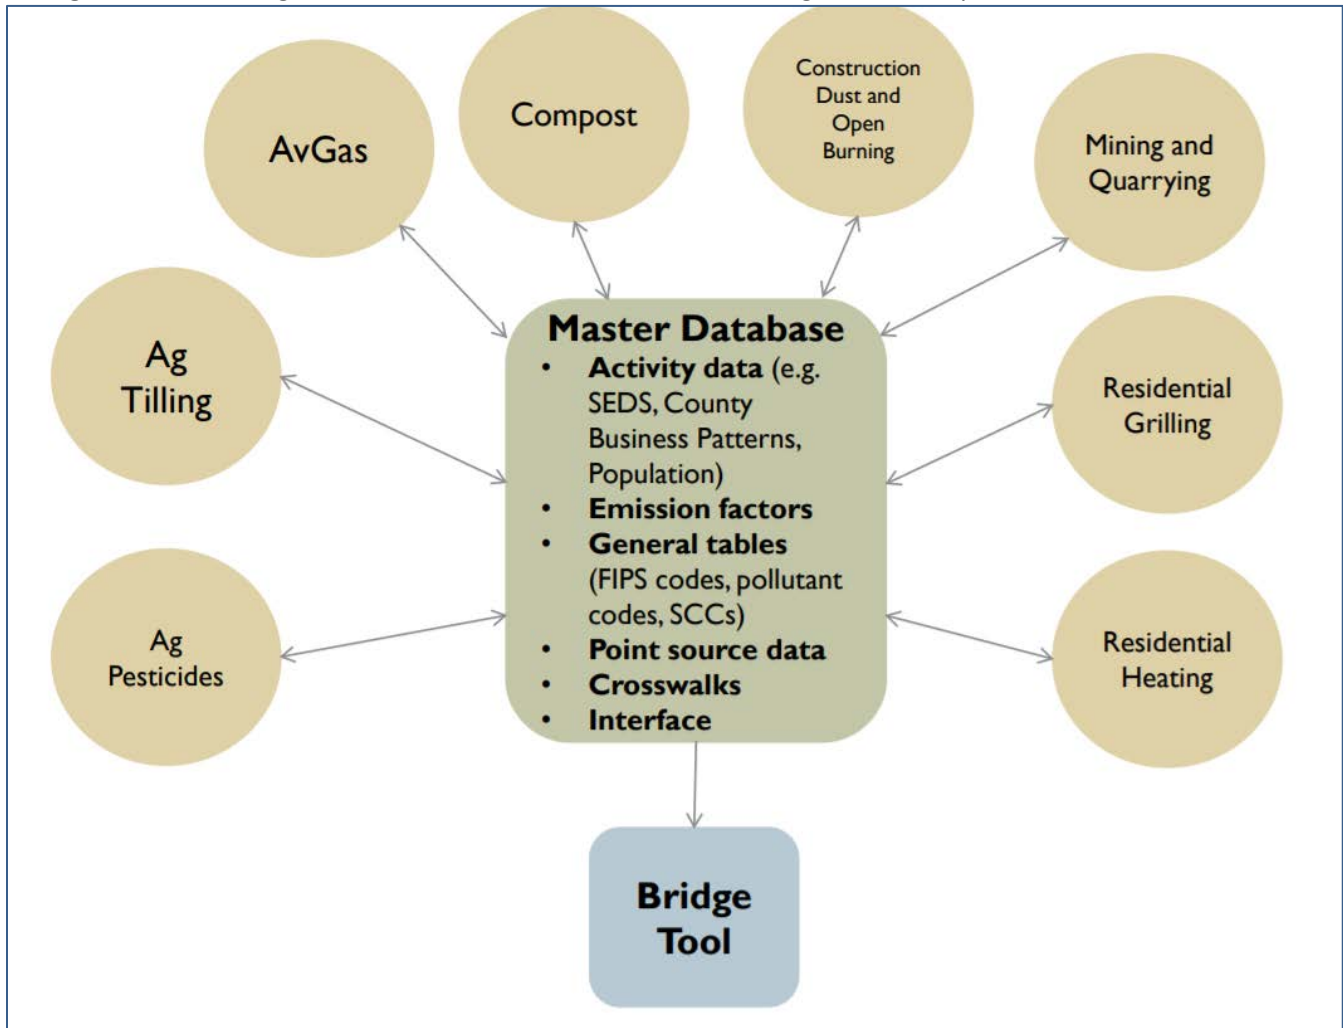 AvGas
Compost
Construction
Dust and
Open
Burning
Mining and
Quarrying
Ag
Tilling
Master Database
• Activity data (e.g.
SEDS, County
Business Patterns,
Population)
• Emission factors
• General tables
(FIPS codes, pollutant
codes, SCCs)
• Point source data
• Crosswalks
• Interface
Residential
Grilling
Ag
Pesticides
Residential
Heating
Bridge
Tool